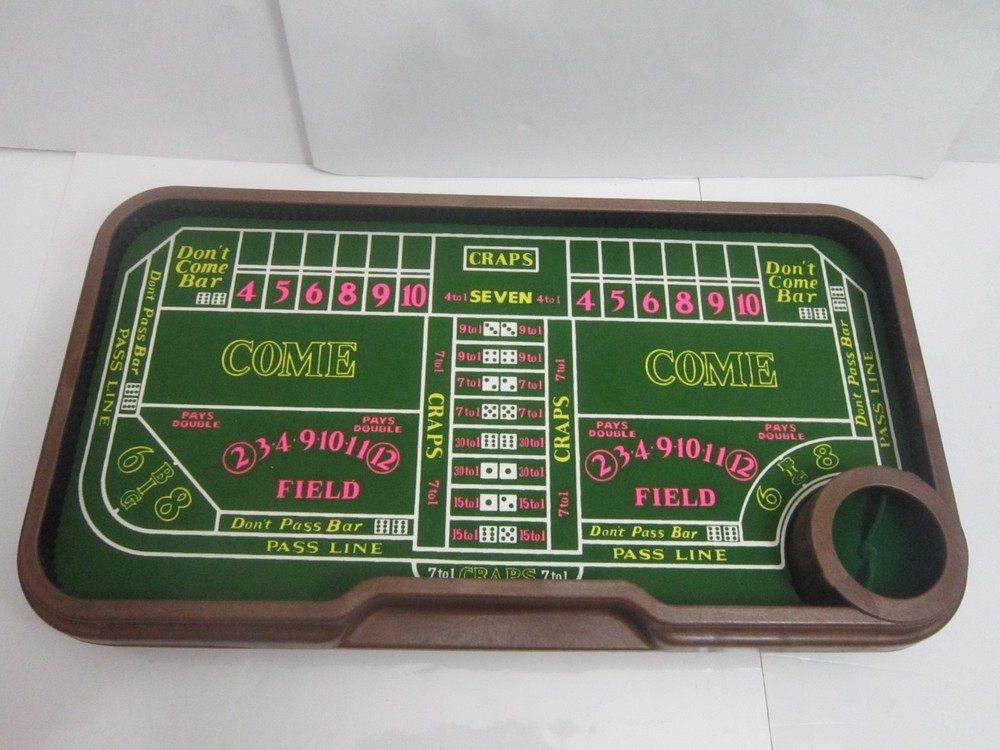 Don't
Come
Bar
4 5 6 8 9 10
CRAPS
4to1 SEVEN 4to1
4 5 6 8 9 10
Don't
Come
Bar
Dont Pass Bar
PASS LINE
COME
7to1
CRAPS
7to1
9to1 9to1
9to1 9to1
7to1 7to1
7to1 7to1
30to1 30to1
30to1 30to1
15to1 15to1
15to1 15to1
7to1
CRAPS
7to1
COME
Dont Pass Bar
PASS LINE
PAYS
DOUBLE
PAYS
DOUBLE
2 3·4·9·10·11 12
FIELD
PAYS
DOUBLE
PAYS
DOUBLE
2 3·4·9·10·11 12
FIELD
6
BIG
8
6
8
Don't Pass Bar
PASS LINE
Don't Pass Bar
PASS LINE
7to1 CRAPS 7to1